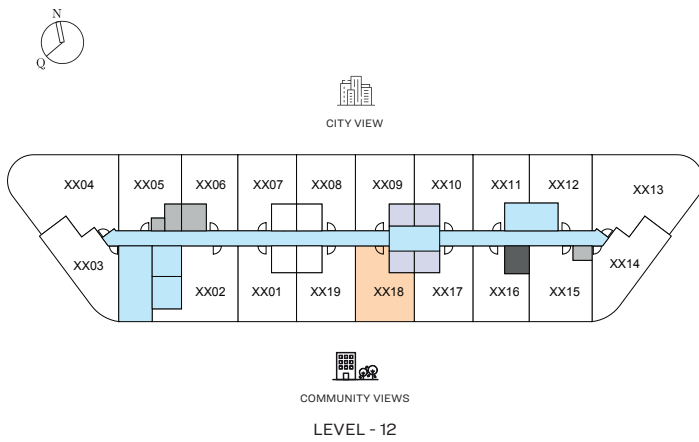 N
Q
CITY VIEW
XX04 XX05 XX06 XX07 XX08 XX09 XX10 XX11 XX12 XX13
XX03 XX02 XX01 XX19 XX18 XX17 XX16 XX15 XX14
COMMUNITY VIEWS
LEVEL - 12